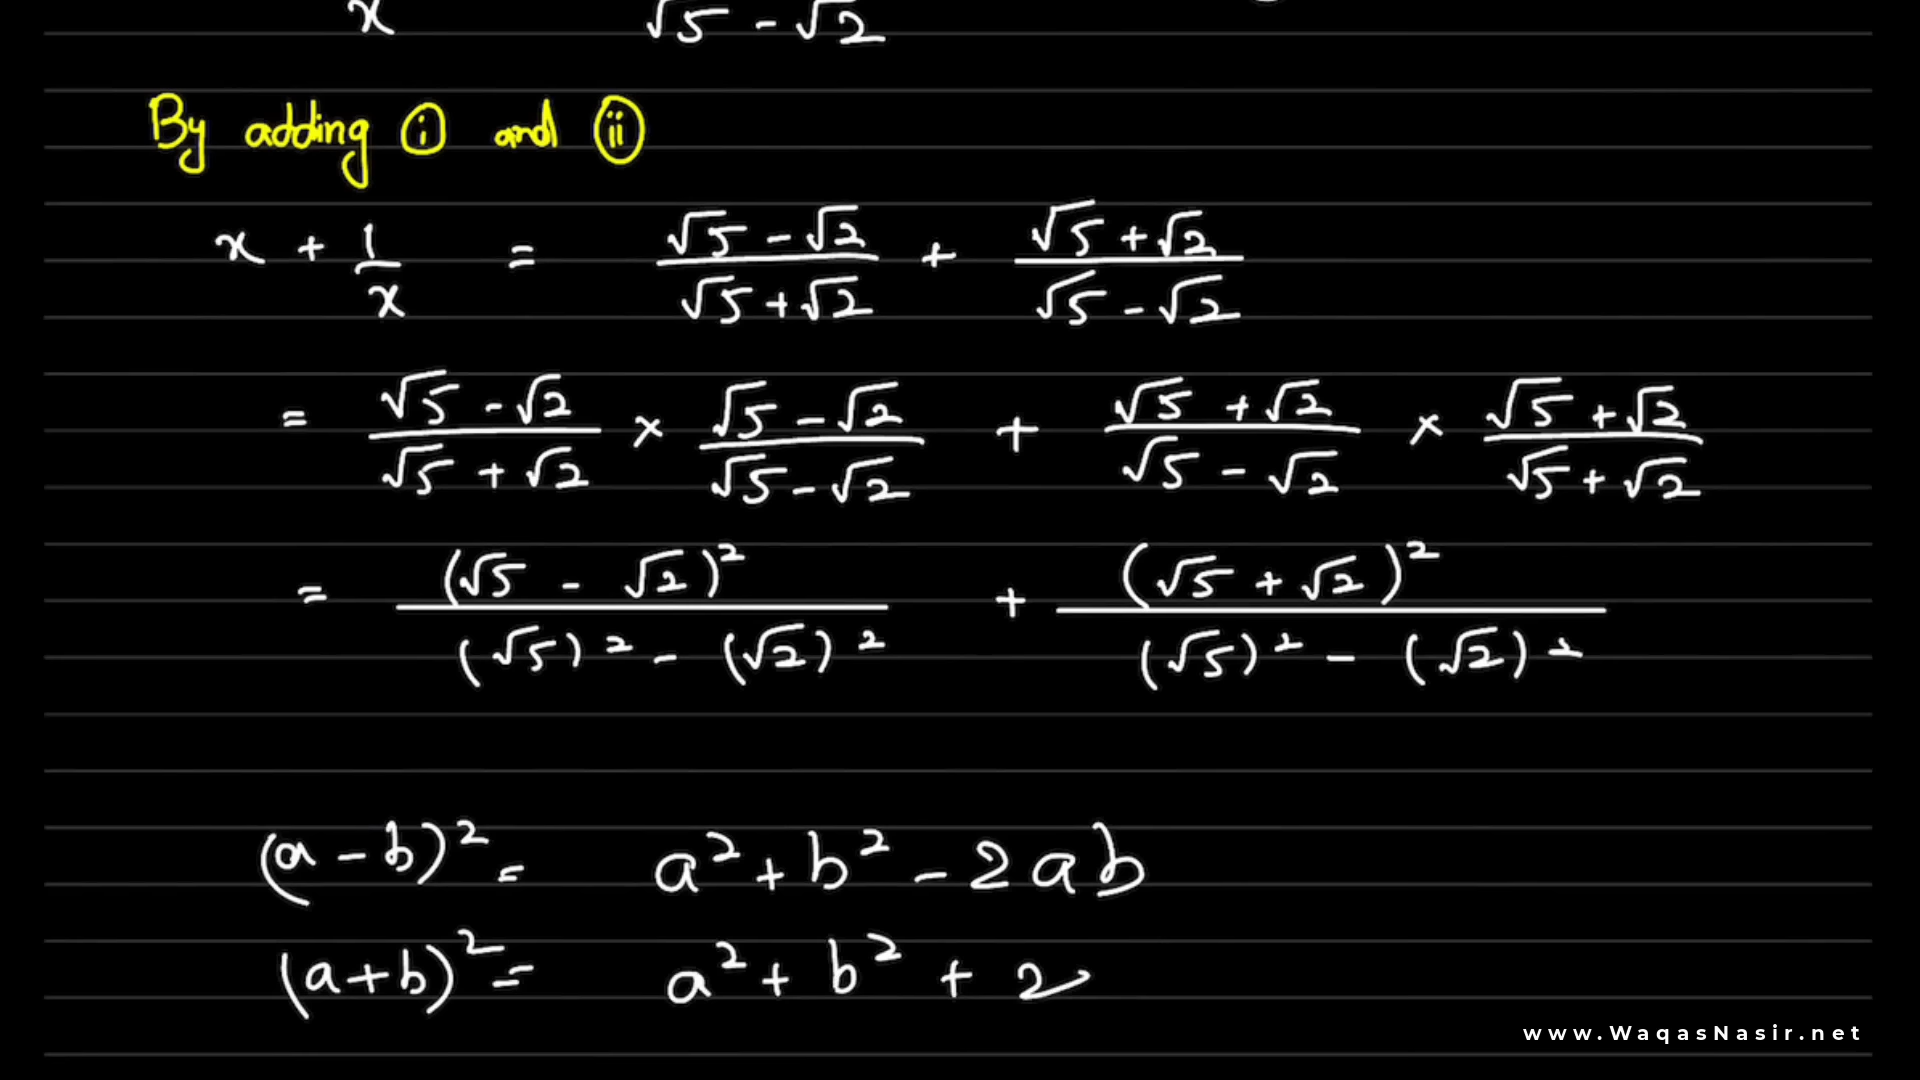 x √5 - √2
By adding (i) and (ii)
x + 1/x = (√5 - √2)/(√5 + √2) + (√5 + √2)/(√5 - √2)
= (√5 - √2)/(√5 + √2) × (√5 - √2)/(√5 - √2) + (√5 + √2)/(√5 - √2) × (√5 + √2)/(√5 + √2)
= (√5 - √2)²/((√5)² - (√2)²) + (√5 + √2)²/((√5)² - (√2)²)
(a - b)² = a² + b² - 2ab
(a + b)² = a² + b² + 2
www.WaqasNasir.net